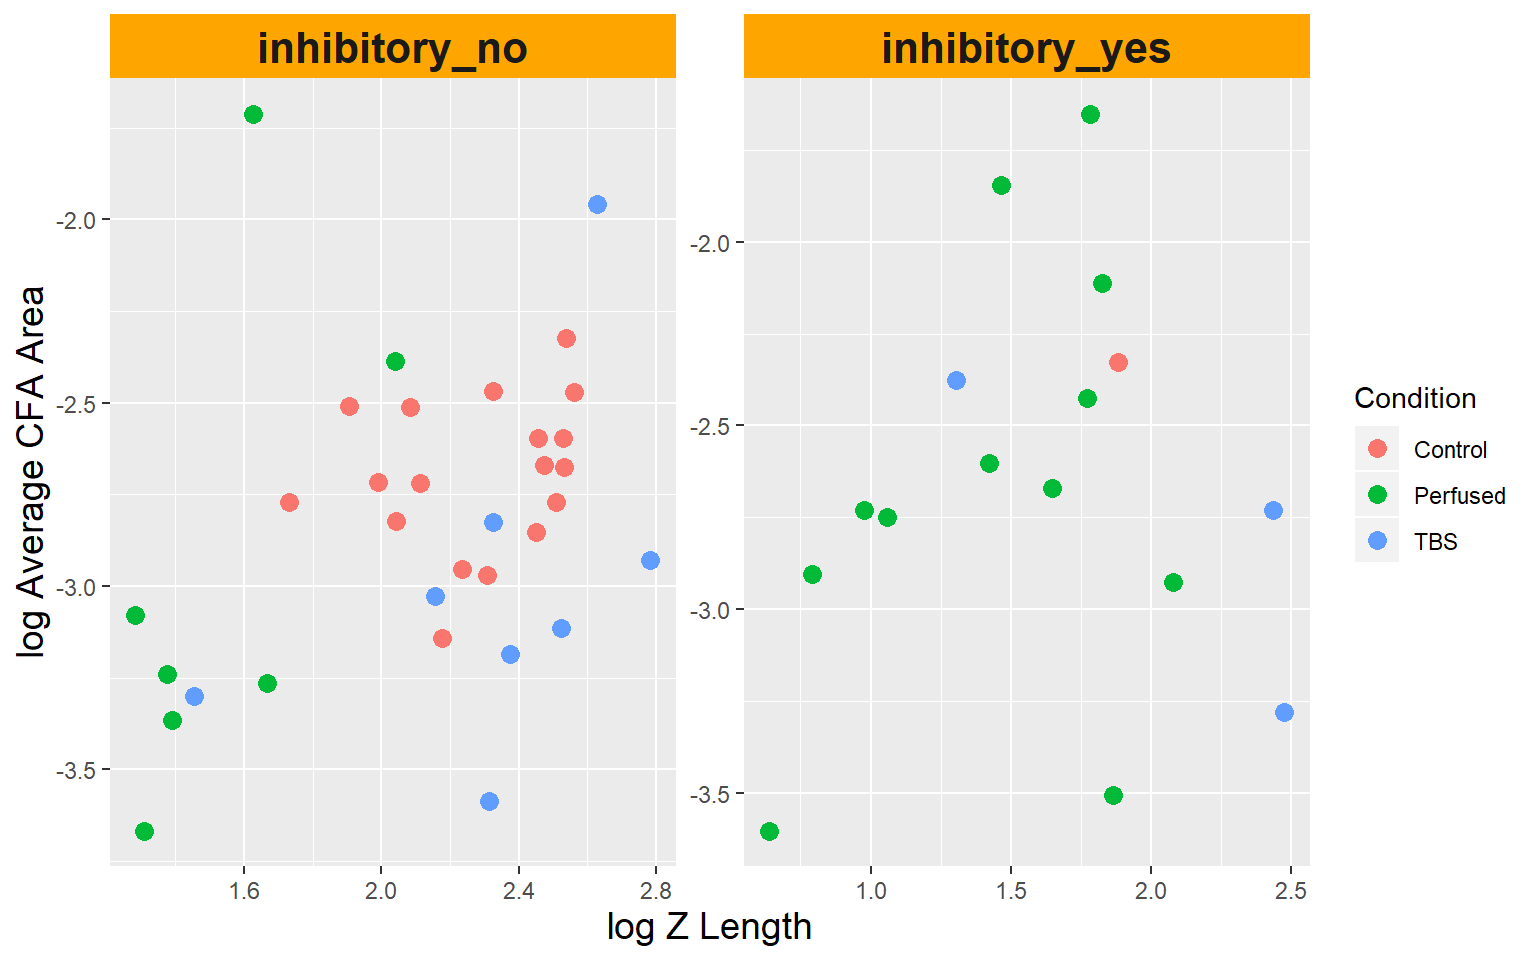 inhibitory_no
inhibitory_yes
log Average CFA Area
-2.0
-2.5
-3.0
-3.5
-2.0
-2.5
-3.0
-3.5
1.6 2.0 2.4 2.8
1.0 1.5 2.0 2.5
log Z Length
Condition
Control
Perfused
TBS